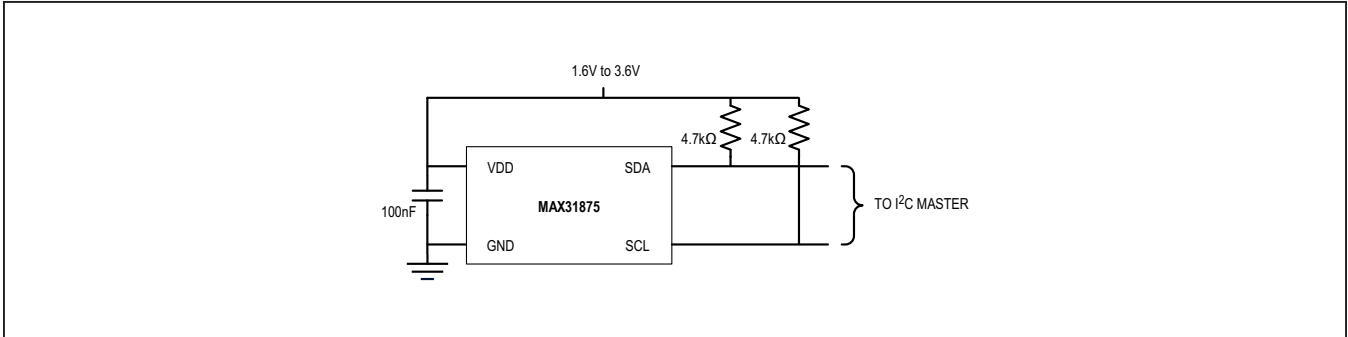 1.6V to 3.6V
4.7kΩ 4.7kΩ
VDD SDA
100nF MAX31875 TO I²C MASTER
GND SCL